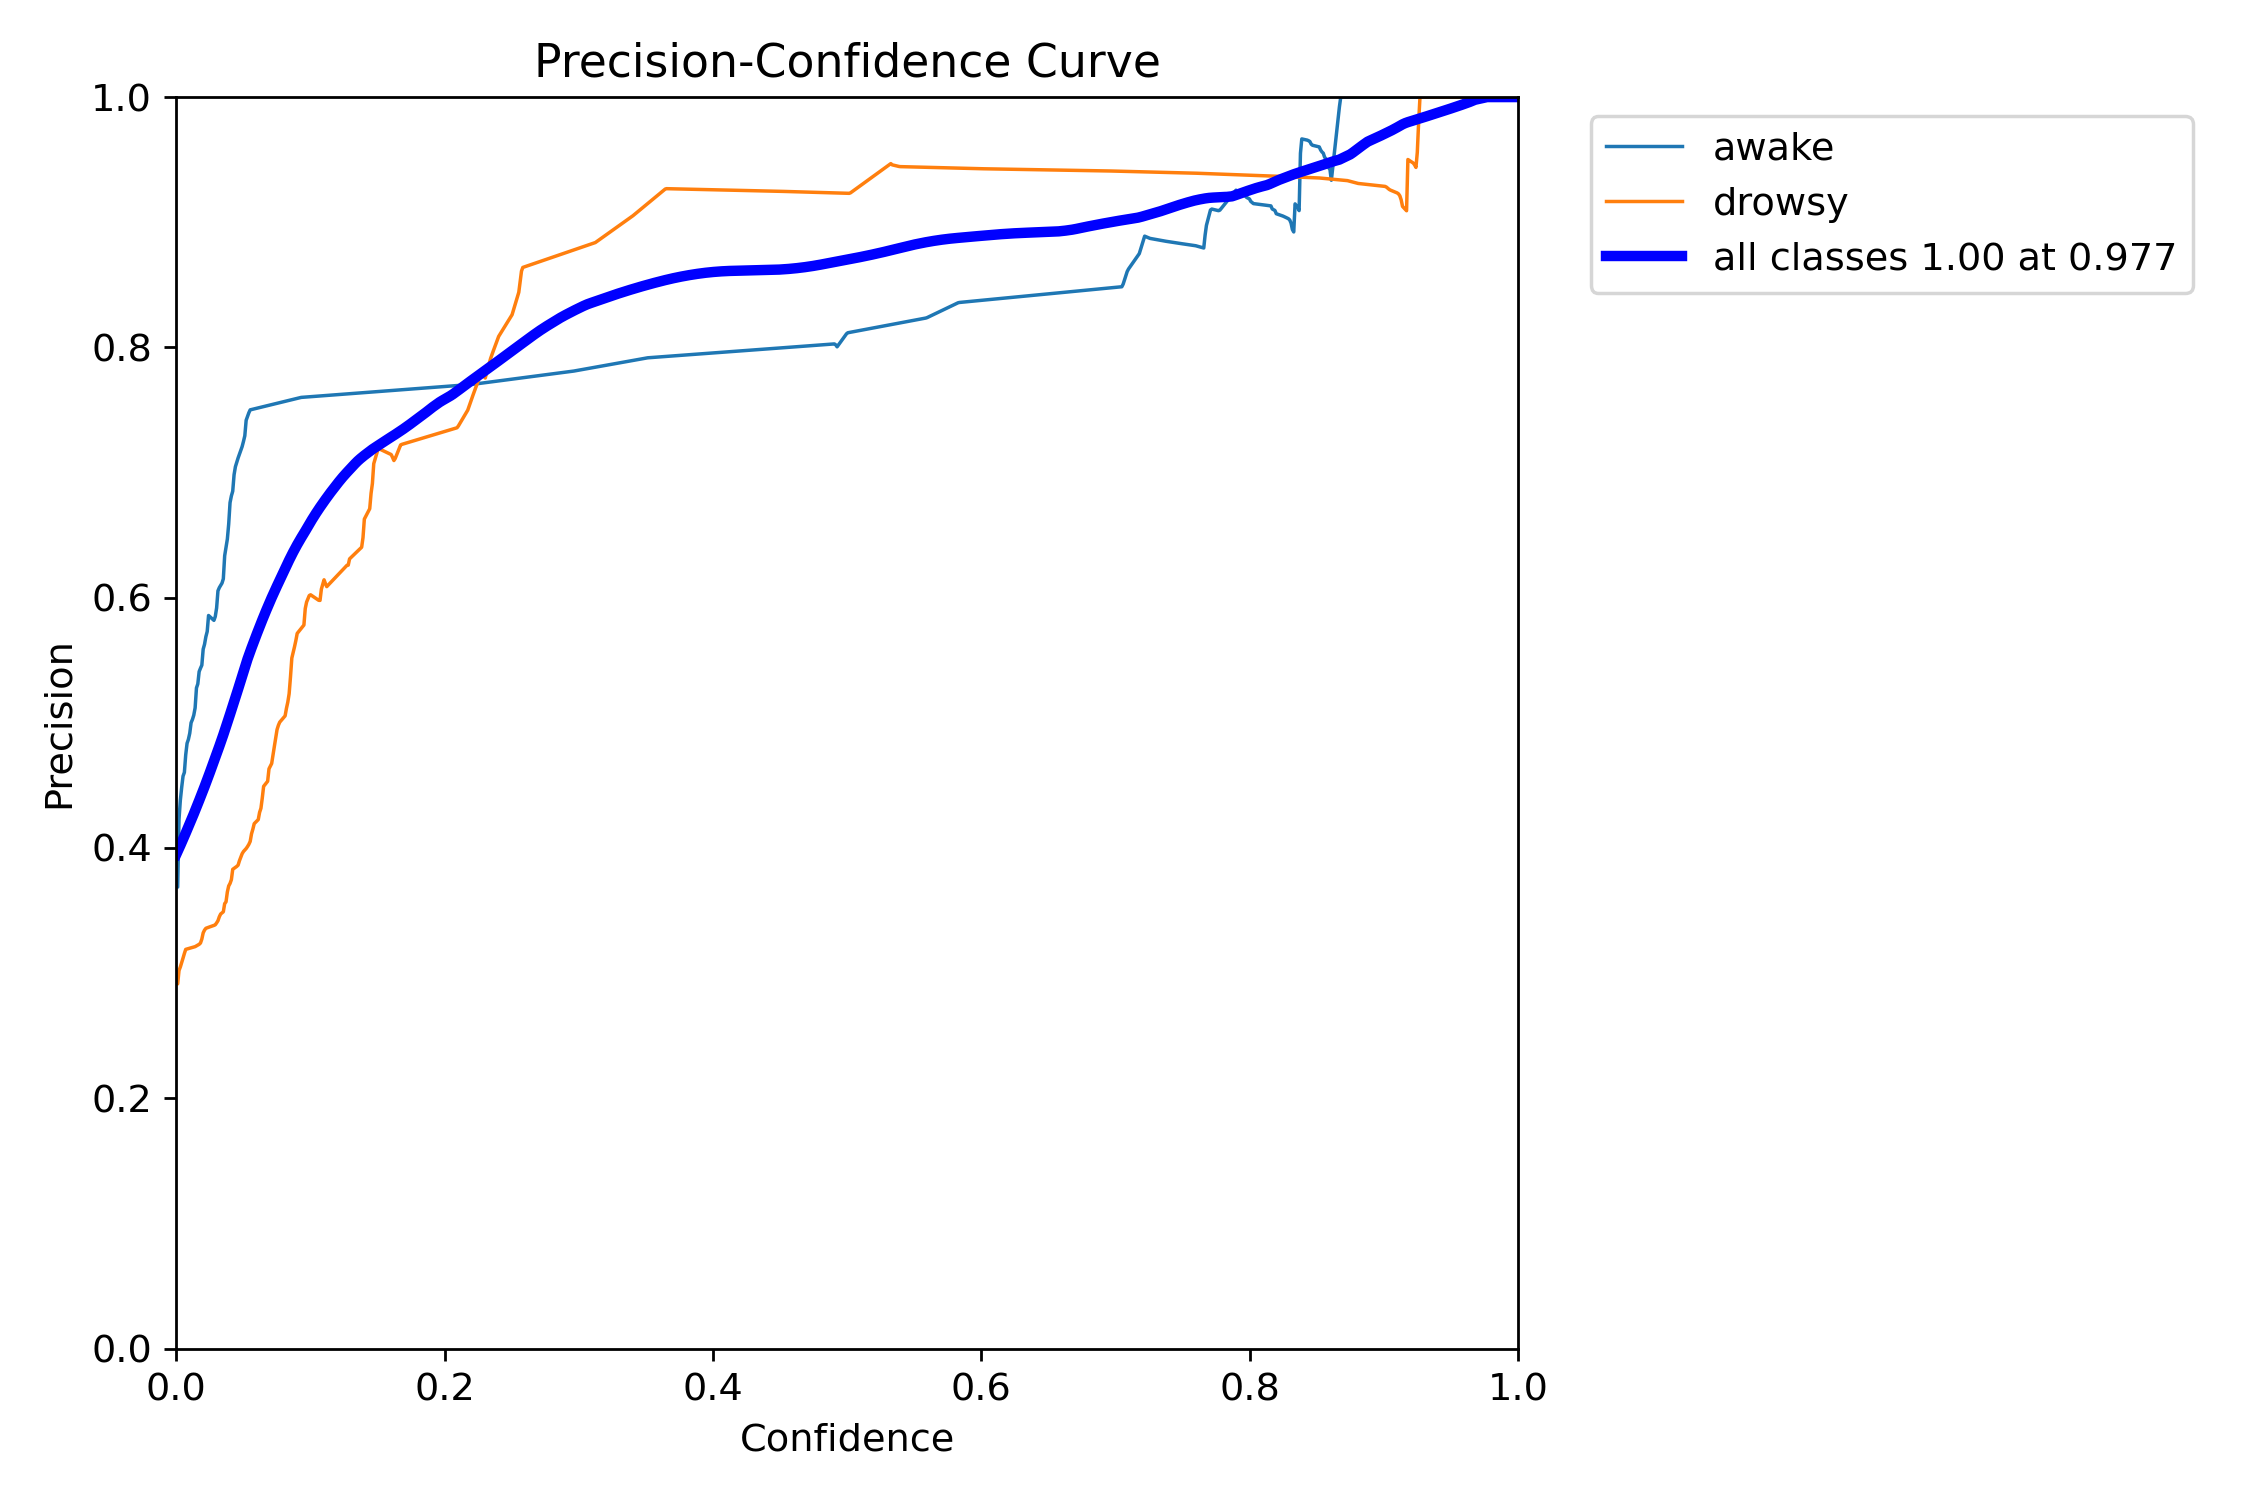 Precision-Confidence Curve
1.0
0.8
0.6
0.4
0.2
0.0
Precision
0.0 0.2 0.4 0.6 0.8 1.0
Confidence
awake
drowsy
all classes 1.00 at 0.977